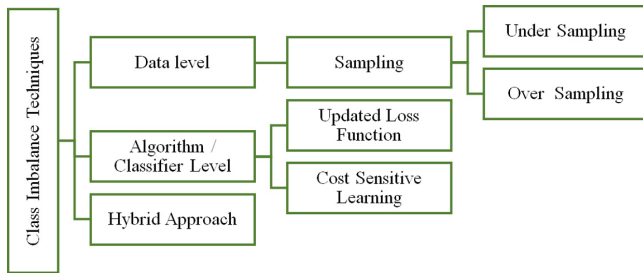 Class Imbalance Techniques
Data level
Sampling
Under Sampling
Over Sampling
Algorithm /
Classifier Level
Updated Loss
Function
Cost Sensitive
Learning
Hybrid Approach